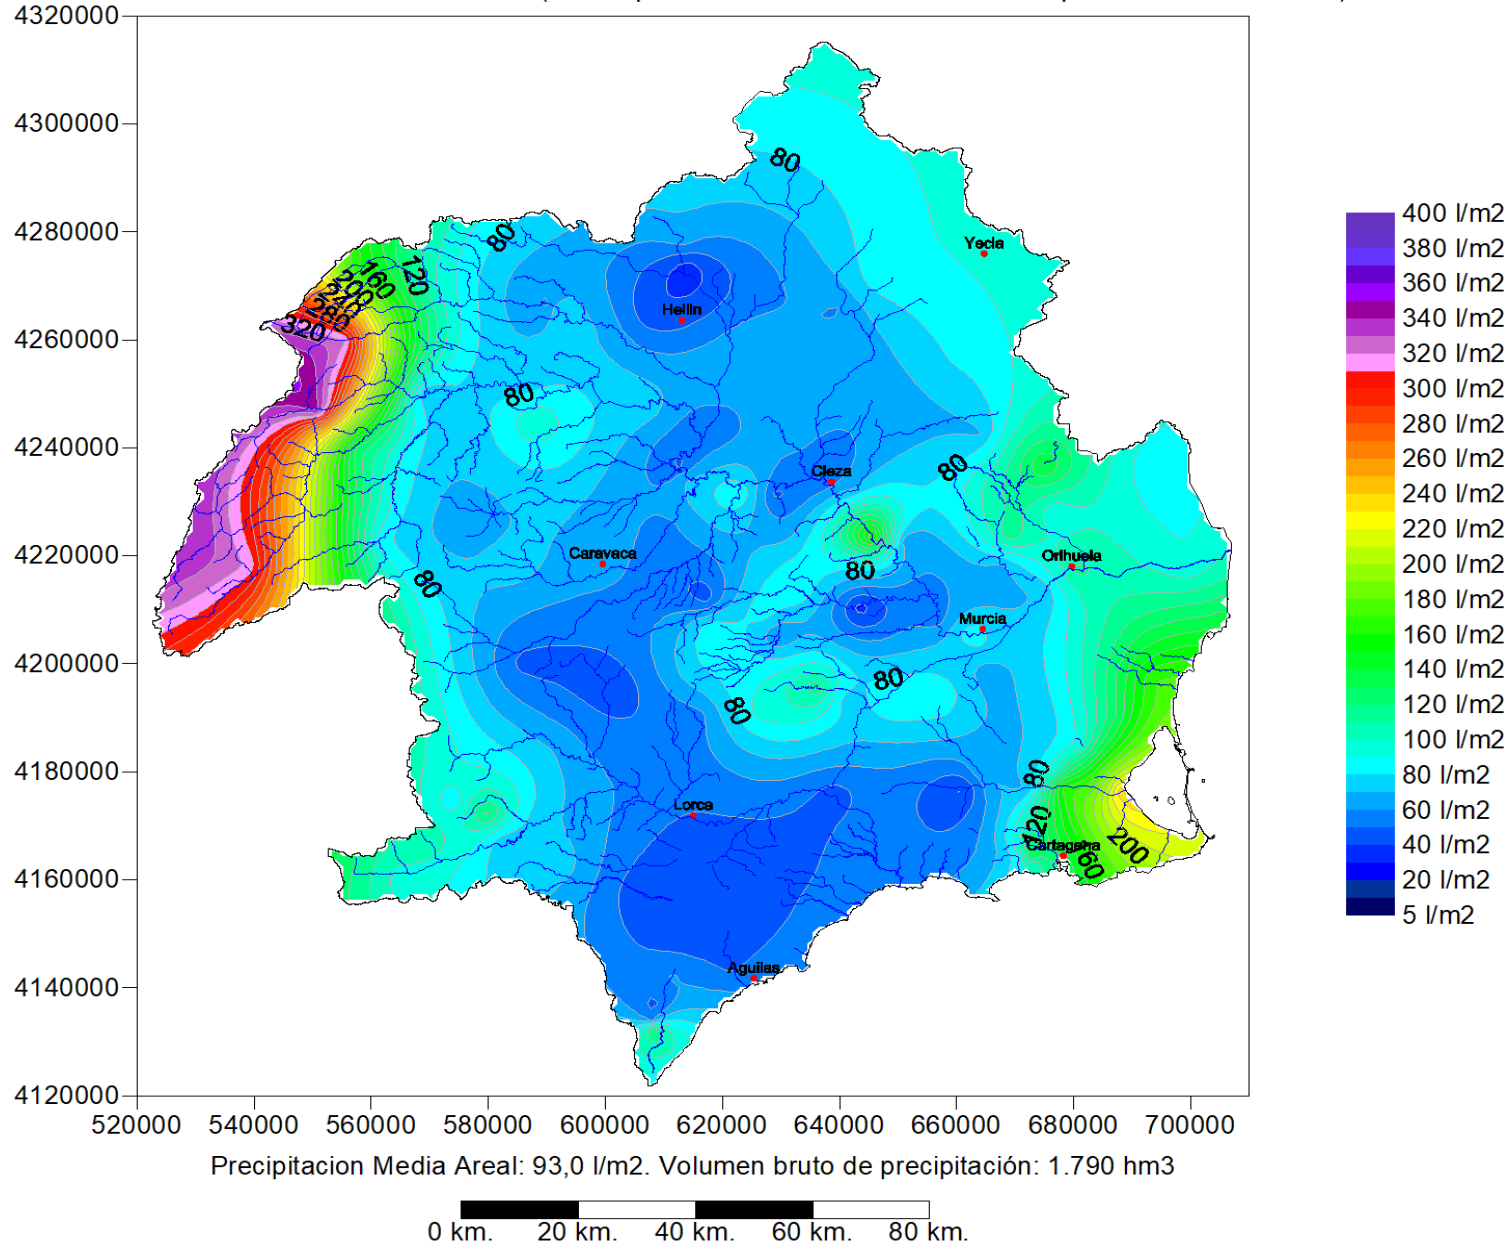 4320000
4300000
4280000
4260000
4240000
4220000
4200000
4180000
4160000
4140000
4120000
520000 540000 560000 580000 600000 620000 640000 660000 680000 700000
80
80
Yecla
120
160
200
240
280
320
Hellin
80
Cieza
80
Caravaca
80
Orihuela
80
Murcia
80
80
80
Lorca
120
Cartagena
160
200
Aguilas
400 l/m2
380 l/m2
360 l/m2
340 l/m2
320 l/m2
300 l/m2
280 l/m2
260 l/m2
240 l/m2
220 l/m2
200 l/m2
180 l/m2
160 l/m2
140 l/m2
120 l/m2
100 l/m2
80 l/m2
60 l/m2
40 l/m2
20 l/m2
5 l/m2
Precipitacion Media Areal: 93,0 l/m2. Volumen bruto de precipitación: 1.790 hm3
0 km. 20 km. 40 km. 60 km. 80 km.